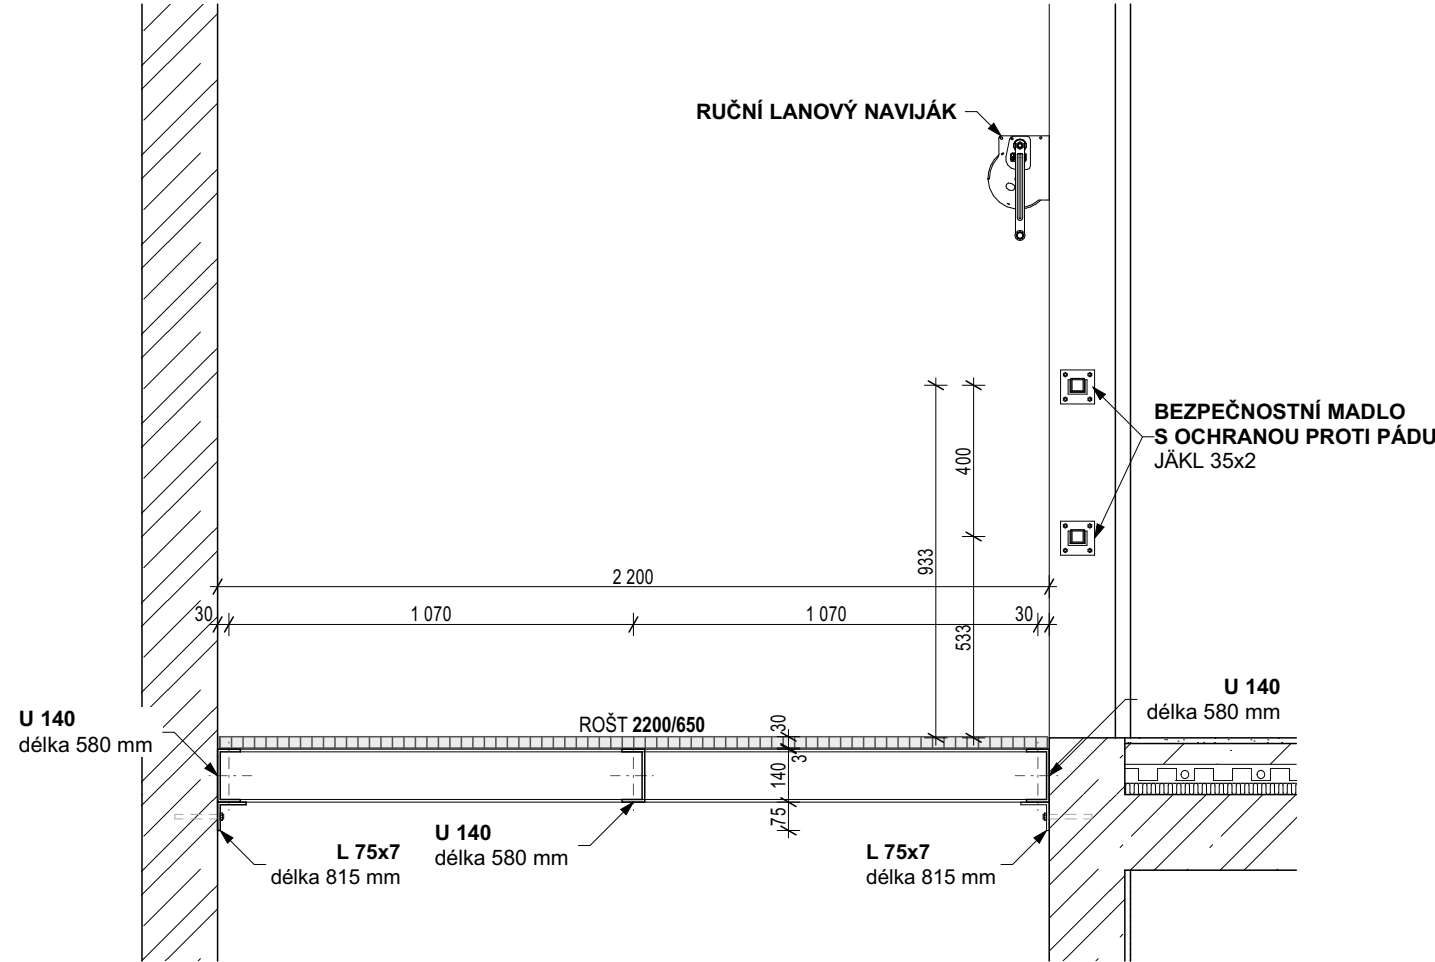 RUČNÍ LANOVÝ NAVIJÁK
BEZPEČNOSTNÍ MADLO
S OCHRANOU PROTI PÁDU
JÄKL 35x2
400
933
533
2 200
30
1 070
1 070
30
U 140
délka 580 mm
U 140
délka 580 mm
ROŠT 2200/650
30
3
140
75
U 140
délka 580 mm
L 75x7
délka 815 mm
L 75x7
délka 815 mm